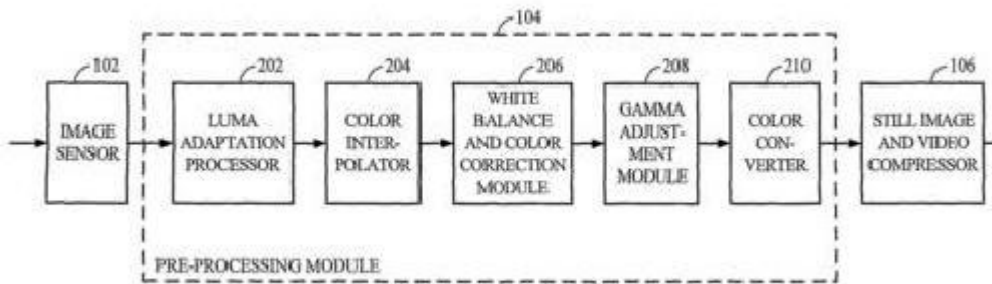 104
102
202
204
206
208
210
106
IMAGE
SENSOR
LUMA
ADAPTATION
PROCESSOR
COLOR
INTER-
POLATOR
WHITE
BALANCE
AND COLOR
CORRECTION
MODULE
GAMMA
ADJUST-
MENT
MODULE
COLOR
CON-
VERTER
STILL IMAGE
AND VIDEO
COMPRESSOR
PRE-PROCESSING MODULE